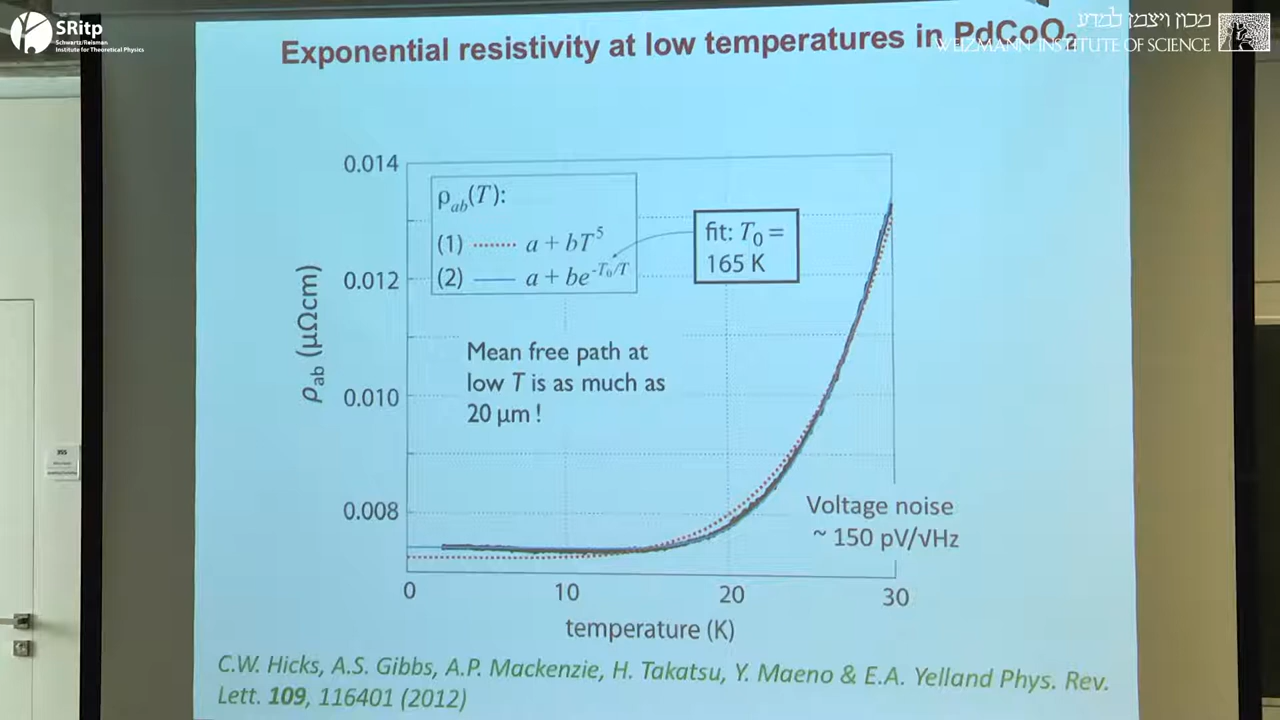 SRitp
Schwartz/Reisman
Institute for Theoretical Physics
מכון ויצמן למדע
WEIZMANN INSTITUTE OF SCIENCE
Exponential resistivity at low temperatures in PdCoO₂
0.014
0.012
0.010
0.008
ρab (μΩcm)
ρab(T):
(1) ........ a + bT⁵
(2) —— a + be^-T₀/T
fit: T₀ =
165 K
Mean free path at
low T is as much as
20 μm !
Voltage noise
~ 150 pV/√Hz
0 10 20 30
temperature (K)
C.W. Hicks, A.S. Gibbs, A.P. Mackenzie, H. Takatsu, Y. Maeno & E.A. Yelland Phys. Rev.
Lett. 109, 116401 (2012)
355